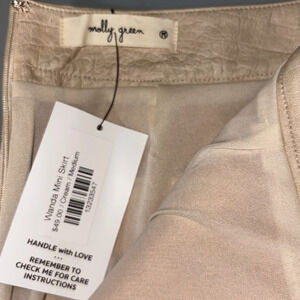 molly green ®
Wanda Mini Skirt
$49.00 / Cream / Medium
13233547
HANDLE with LOVE
REMEMBER TO
CHECK ME FOR CARE
INSTRUCTIONS